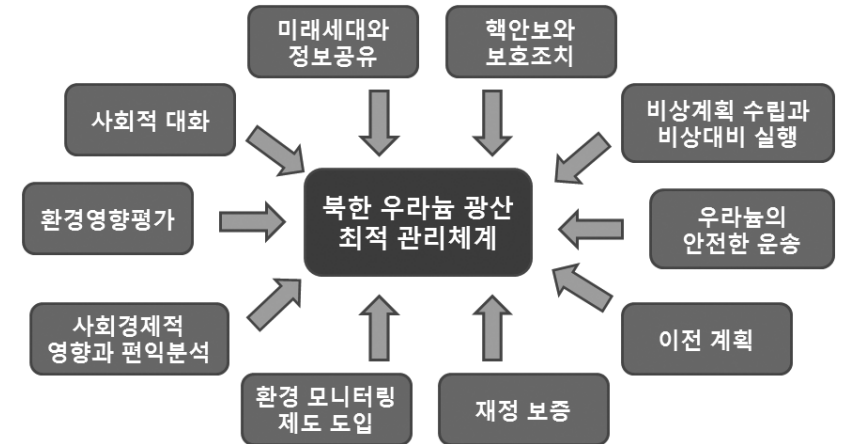 미래세대와
정보공유
핵안보와
보호조치
사회적 대화
비상계획 수립과
비상대비 실행
환경영향평가
북한 우라늄 광산
최적 관리체계
우라늄의
안전한 운송
사회경제적
영향과 편익분석
이전 계획
환경 모니터링
제도 도입
재정 보증